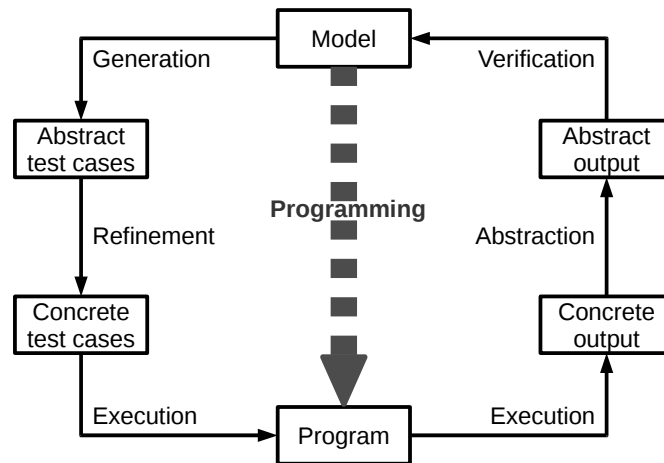 Model
Generation
Verification
Abstract
test cases
Abstract
output
Programming
Refinement
Abstraction
Concrete
test cases
Concrete
output
Execution
Execution
Program